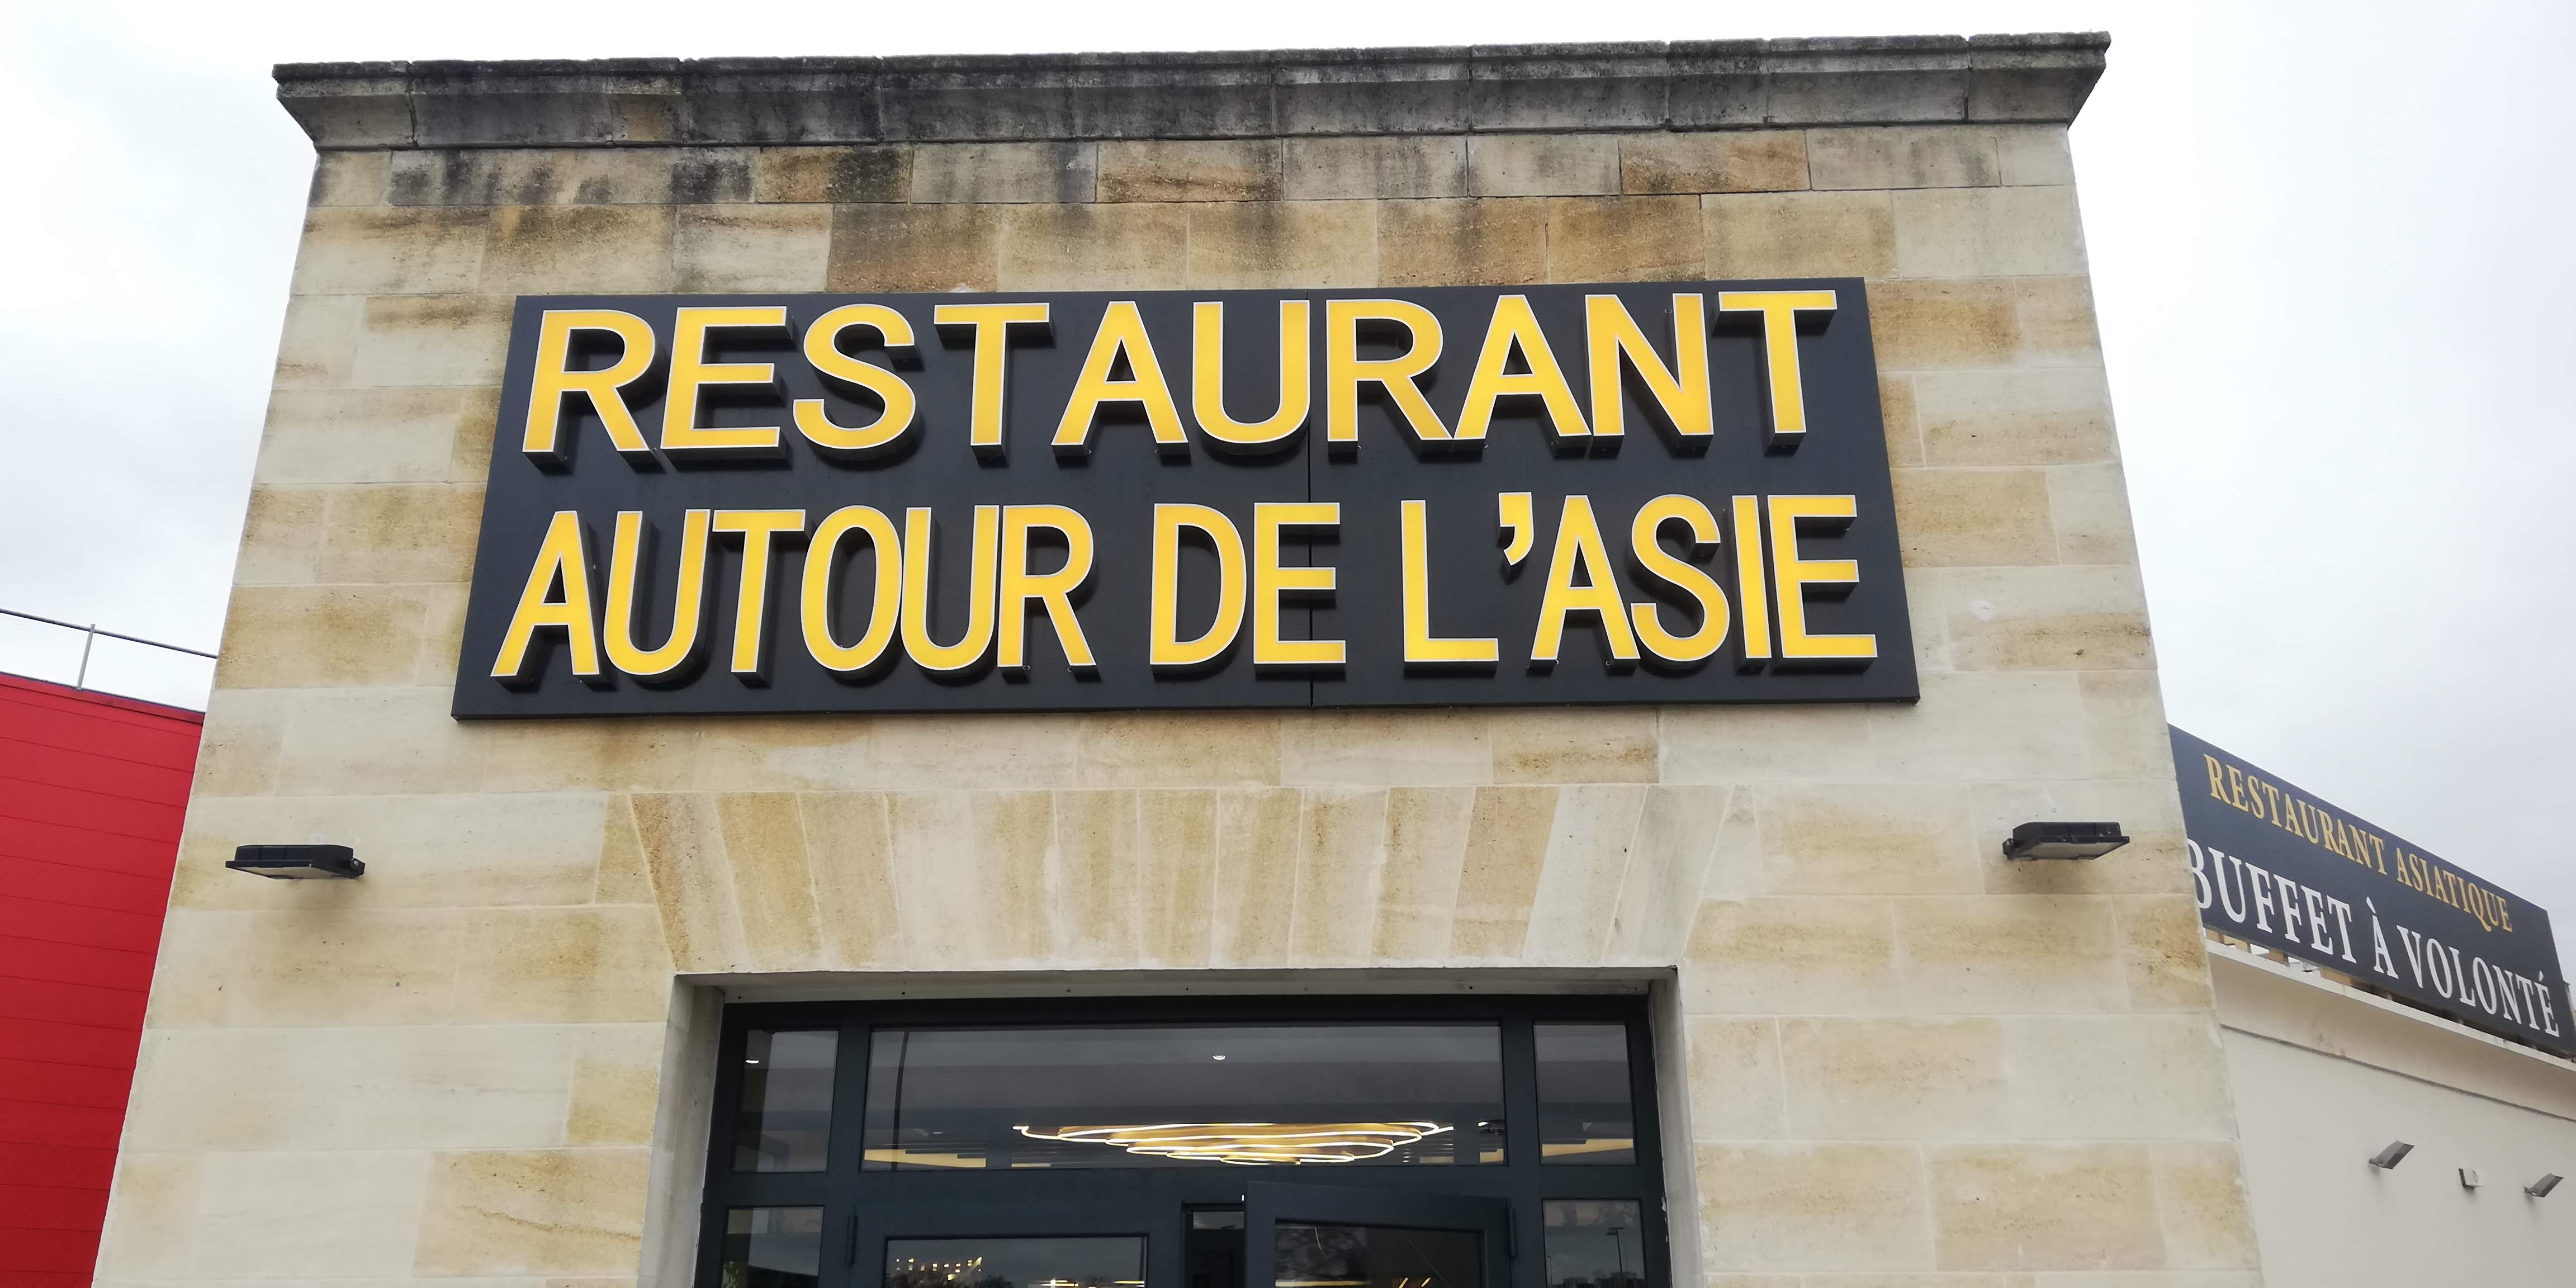 RESTAURANT
AUTOUR DE L'ASIE
RESTAURANT ASIATIQUE
BUFFET À VOLONTÉ